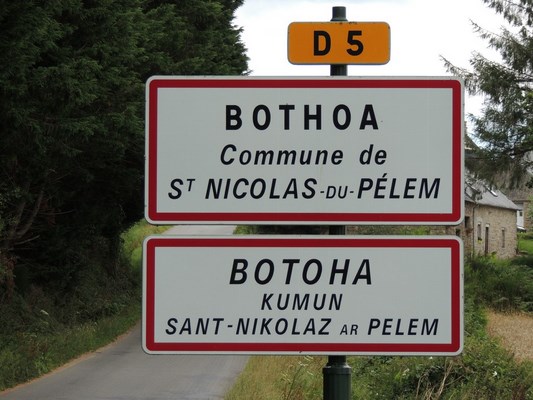 D 5
BOTHOA
Commune de
ST NICOLAS-DU-PÉLEM
BOTOHA
KUMUN
SANT-NIKOLAZ AR PELEM